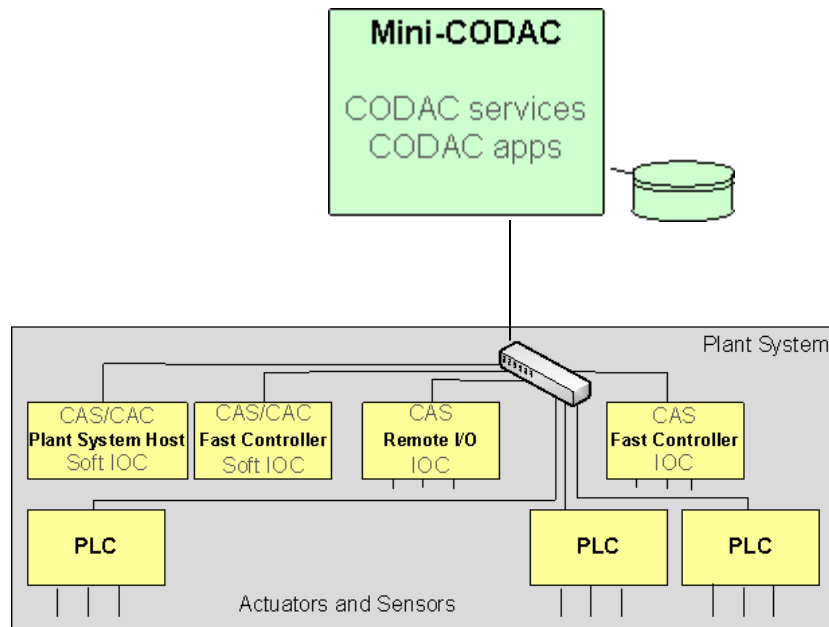 Mini-CODAC
CODAC services
CODAC apps
Plant System
CAS/CAC
Plant System Host
Soft IOC
CAS/CAC
Fast Controller
Soft IOC
CAS
Remote I/O
IOC
CAS
Fast Controller
IOC
PLC
PLC
PLC
Actuators and Sensors